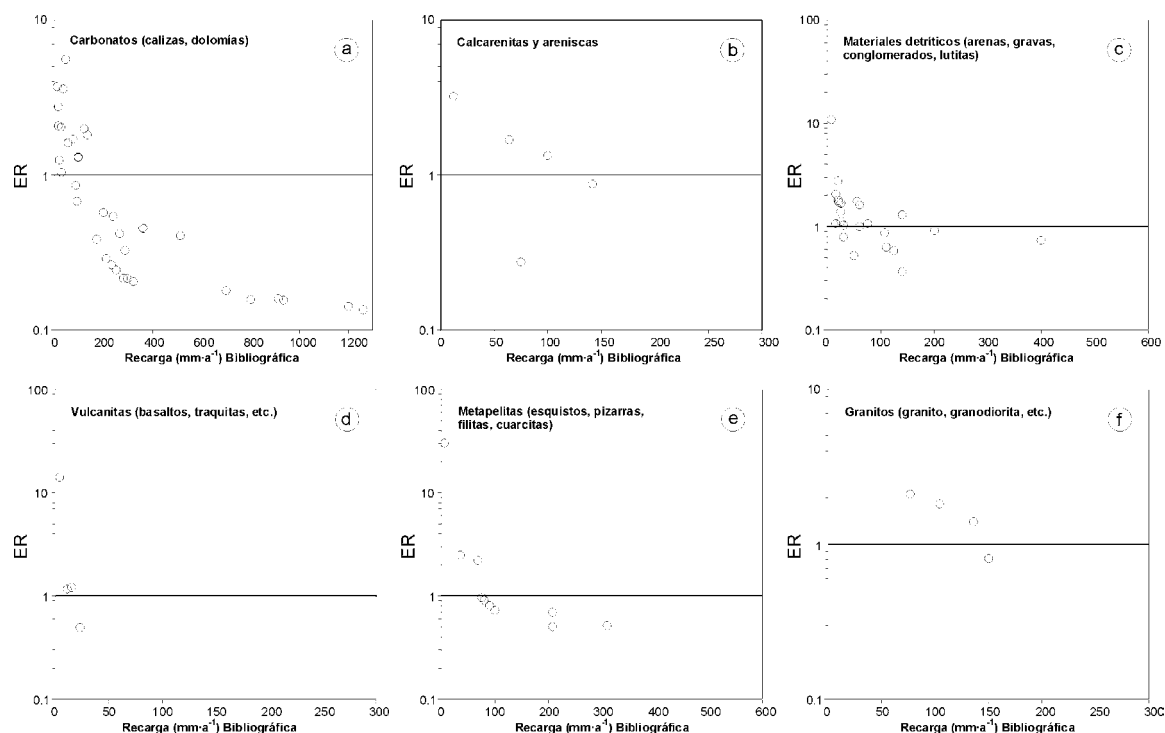 10
Carbonatos (calizas, dolomías)
a
ER
1
0.1
0
200
400
600
800
1000
1200
Recarga (mm·a⁻¹) Bibliográfica
10
Calcarenitas y areniscas
b
ER
1
0.1
0
50
100
150
200
250
300
Recarga (mm·a⁻¹) Bibliográfica
100
Materiales detríticos (arenas, gravas,
conglomerados, lutitas)
c
10
ER
1
0.1
0
100
200
300
400
500
600
Recarga (mm·a⁻¹) Bibliográfica
100
Vulcanitas (basaltos, traquitas, etc.)
d
10
ER
1
0.1
0
50
100
150
200
250
300
Recarga (mm·a⁻¹) Bibliográfica
100
Metapelitas (esquistos, pizarras,
filitas, cuarcitas)
e
10
ER
1
0.1
0
100
200
300
400
500
600
Recarga (mm·a⁻¹) Bibliográfica
10
Granitos (granito, granodiorita, etc.)
f
ER
1
0.1
0
50
100
150
200
250
300
Recarga (mm·a⁻¹) Bibliográfica